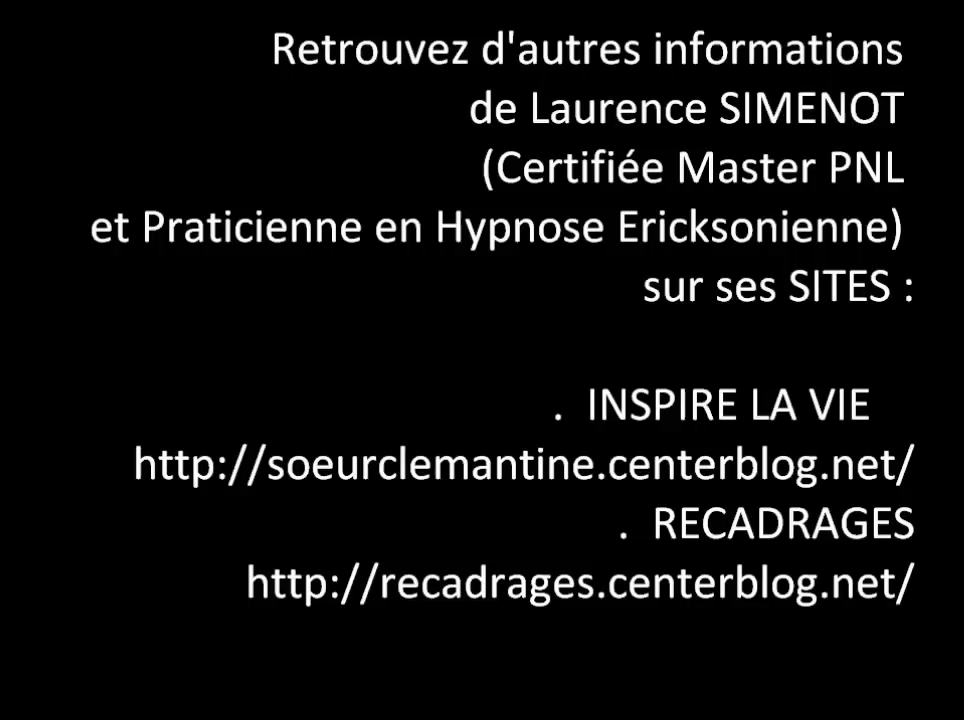 Retrouvez d'autres informations
de Laurence SIMENOT
(Certifiée Master PNL
et Praticienne en Hypnose Ericksonienne)
sur ses SITES :
. INSPIRE LA VIE
http://soeurclemantine.centerblog.net/
. RECADRAGES
http://recadrages.centerblog.net/